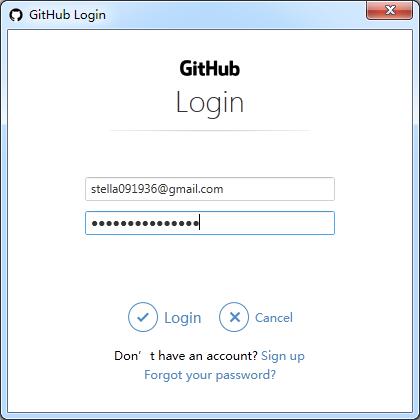 GitHub Login
GitHub
Login
stella091936@gmail.com
●●●●●●●●●●●●●●●
Login Cancel
Don't have an account? Sign up
Forgot your password?